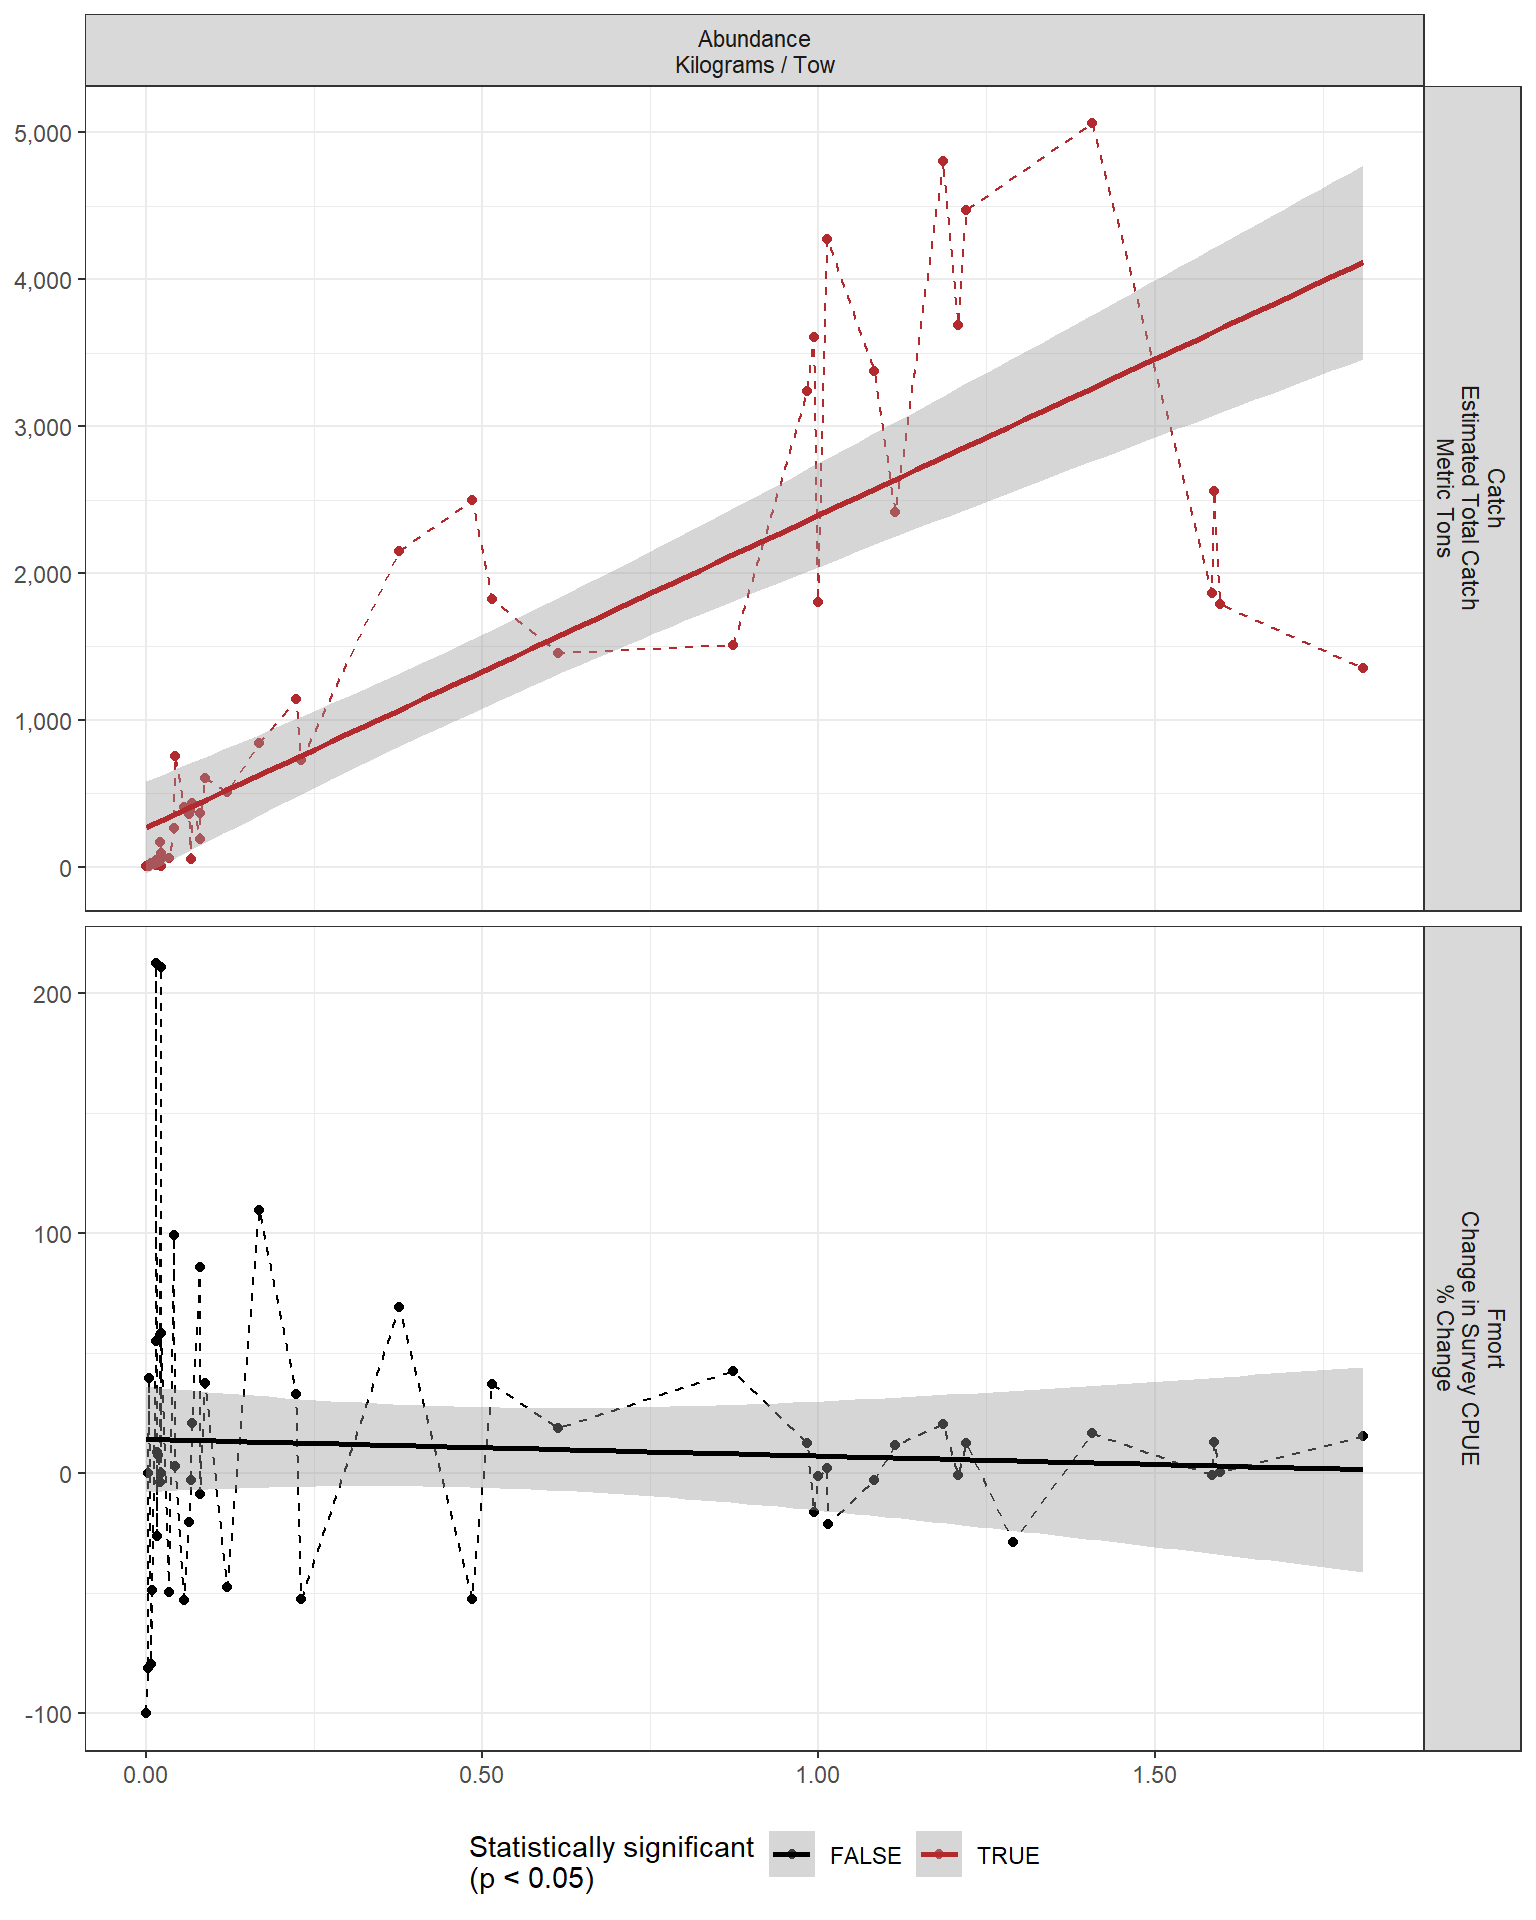 Abundance
Kilograms / Tow
5,000
4,000
3,000
2,000
1,000
0
Catch
Estimated Total Catch
Metric Tons
200
100
0
-100
Fmort
Change in Survey CPUE
% Change
0.00
0.50
1.00
1.50
Statistically significant
(p < 0.05)
FALSE
TRUE